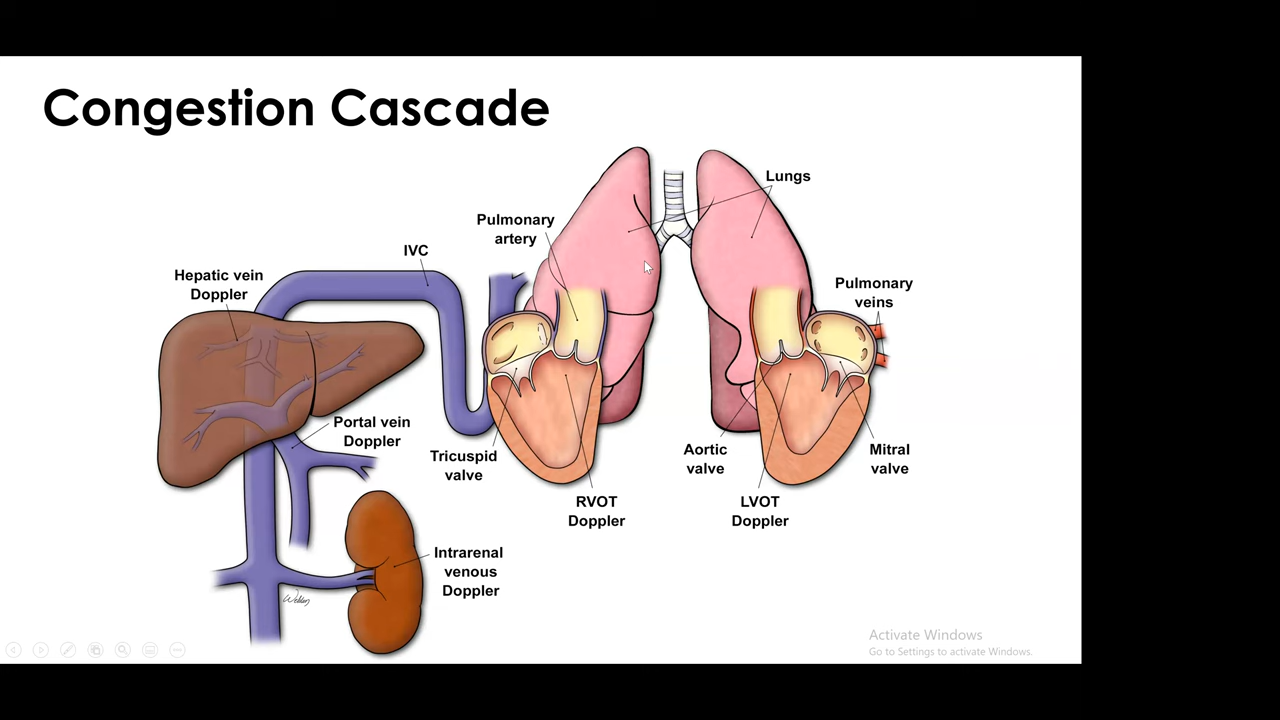 Congestion Cascade
Lungs
Pulmonary
artery
IVC
Hepatic vein
Doppler
Pulmonary
veins
Portal vein
Doppler
Tricuspid
valve
Aortic
valve
Mitral
valve
RVOT
Doppler
LVOT
Doppler
Intrarenal
venous
Doppler
Activate Windows
Go to Settings to activate Windows.